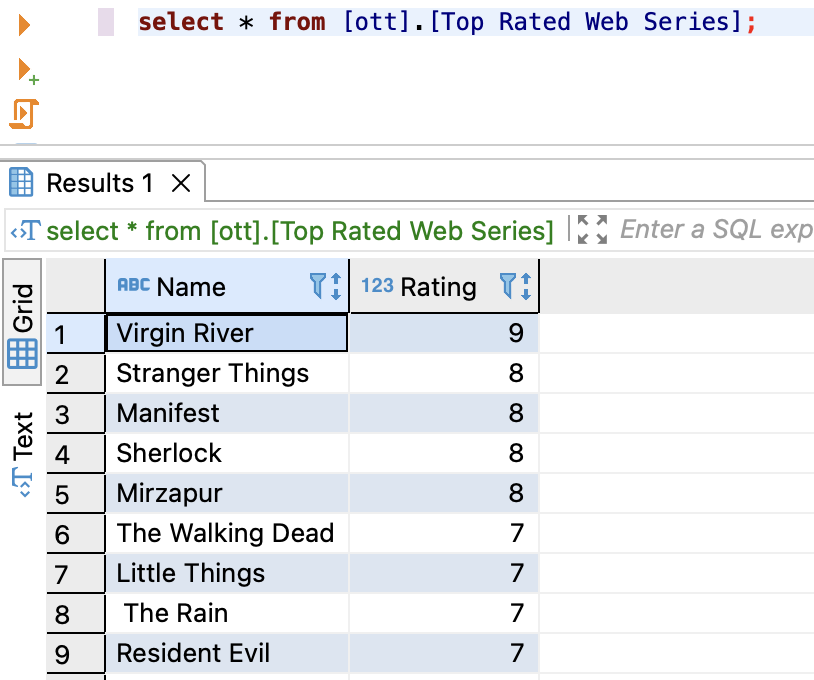 select * from [ott].[Top Rated Web Series];
Results 1
select * from [ott].[Top Rated Web Series] Enter a SQL exp
Grid
Text
ABC Name 123 Rating
1 Virgin River 9
2 Stranger Things 8
3 Manifest 8
4 Sherlock 8
5 Mirzapur 8
6 The Walking Dead 7
7 Little Things 7
8 The Rain 7
9 Resident Evil 7